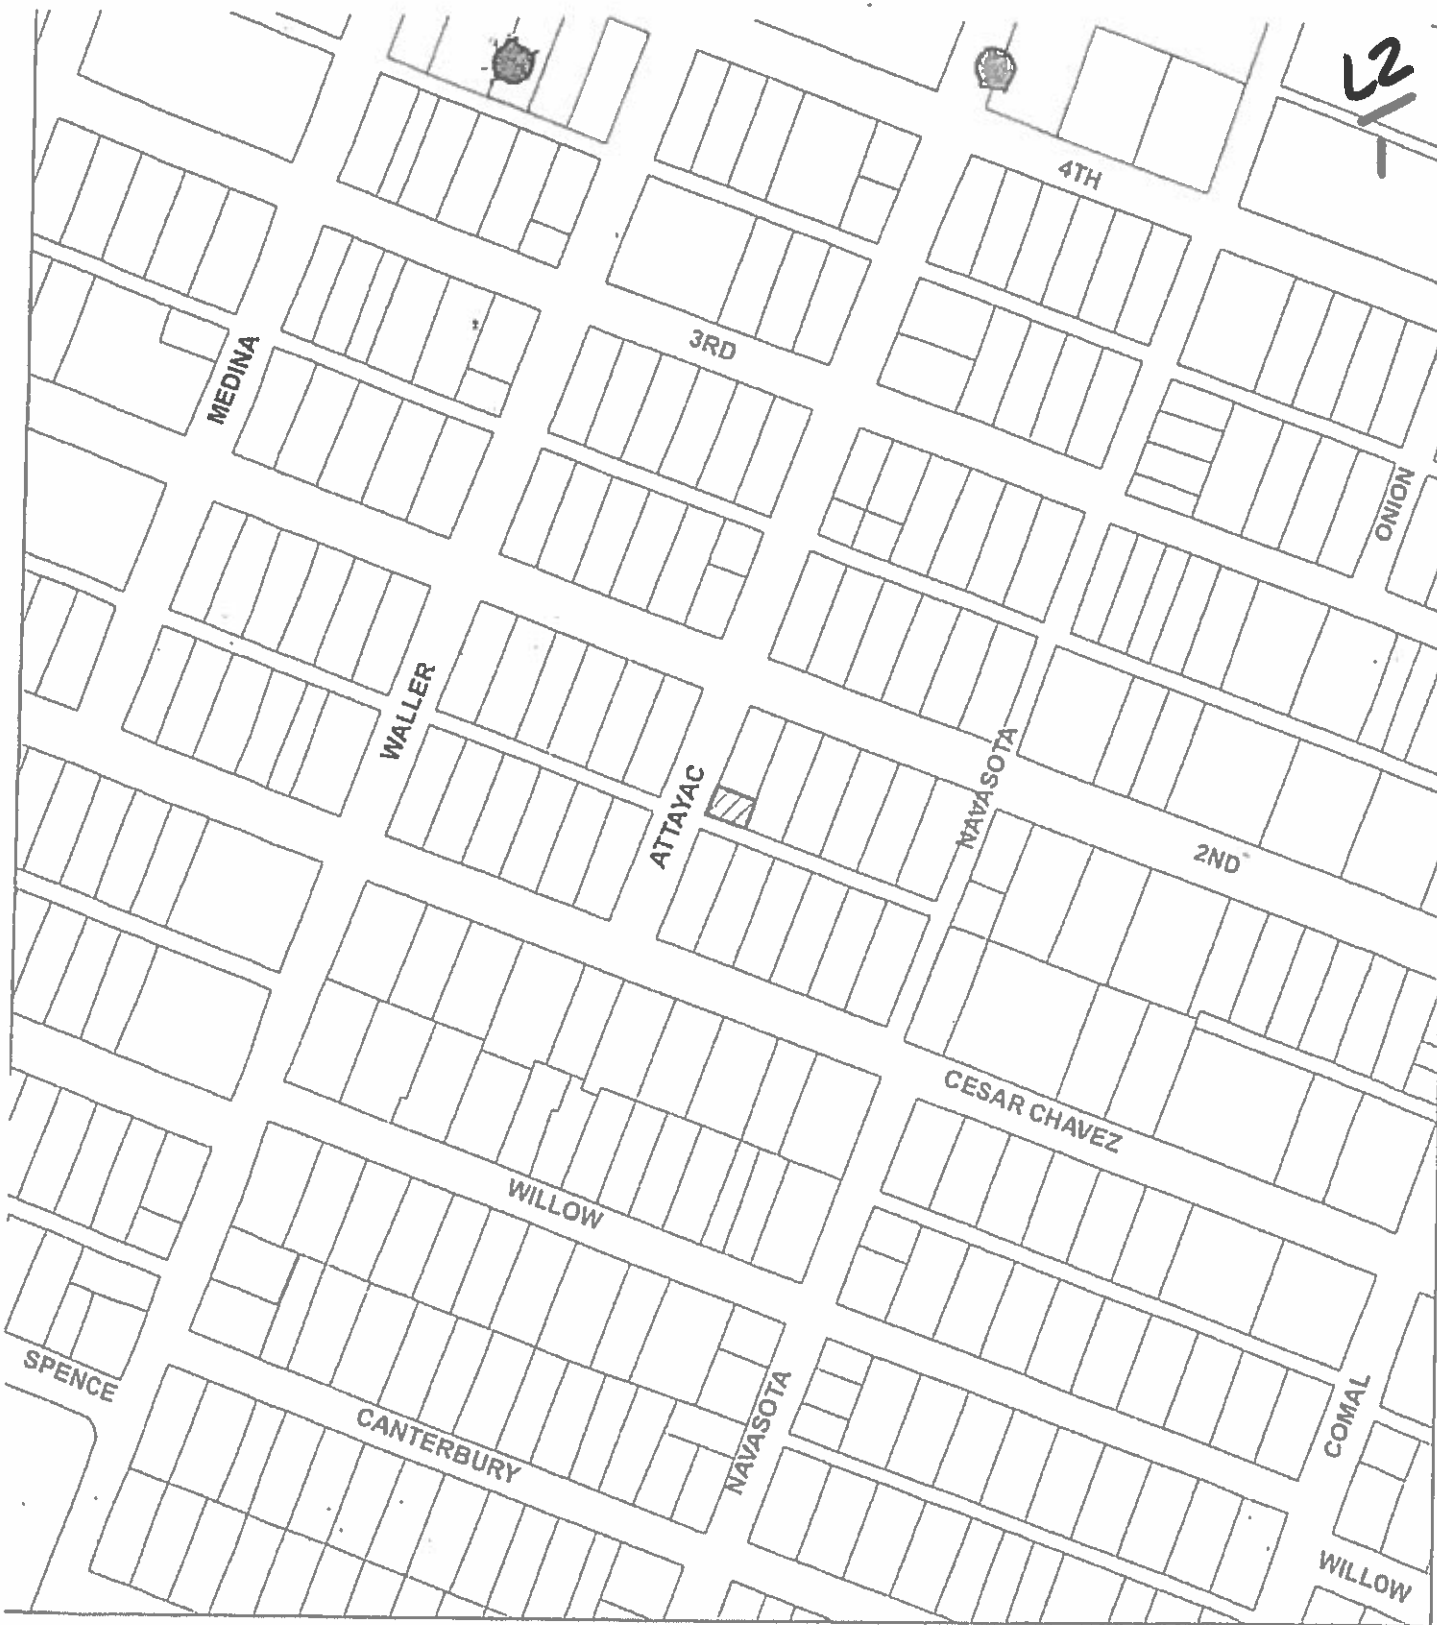 L2
1
4TH
3RD
MEDINA
ONION
WALLER
ATTAYAC
NAVASOTA
2ND
CESAR CHAVEZ
WILLOW
SPENCE
CANTERBURY
NAVASOTA
COMAL
WILLOW